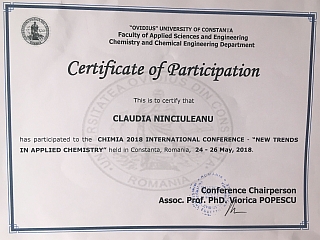 "OVIDIUS" UNIVERSITY OF CONSTANTA
Faculty of Applied Sciences and Engineering
Chemistry and Chemical Engineering Department
Certificate of Participation
This is to certify that
CLAUDIA NINCIULEANU
has participated to the CHIMIA 2018 INTERNATIONAL CONFERENCE - "NEW TRENDS
IN APPLIED CHEMISTRY" held in Constanta, Romania, 24 - 26 May, 2018.
ROMANIA
Conference Chairperson
Assoc. Prof. PhD. Viorica POPESCU